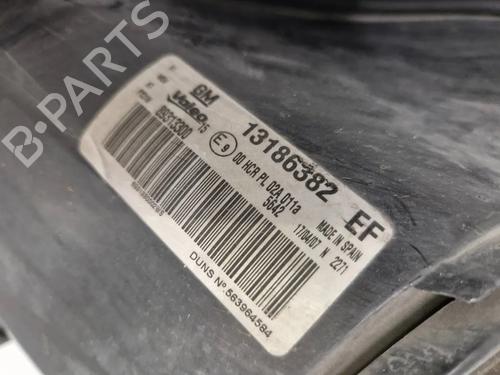 GM
Valeo 15
89313300
13186382 EF
E9 00 HCR PL 02A 011a
5642
MADE IN SPAIN
17/04/07 N 2271
DUNS Nº 563964584
B-PARTS